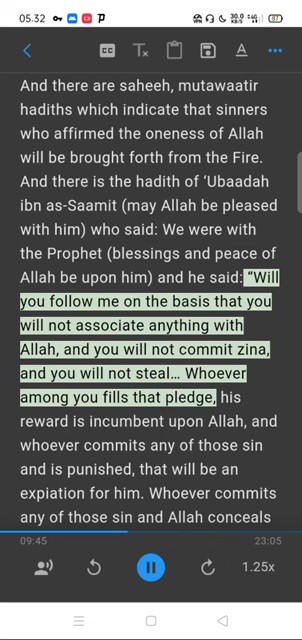 05.32
30.0 KB/S
4G
87
CC
And there are saheeh, mutawaatir
hadiths which indicate that sinners
who affirmed the oneness of Allah
will be brought forth from the Fire.
And there is the hadith of ‘Ubaadah
ibn as-Saamit (may Allah be pleased
with him) who said: We were with
the Prophet (blessings and peace of
Allah be upon him) and he said: “Will
you follow me on the basis that you
will not associate anything with
Allah, and you will not commit zina,
and you will not steal… Whoever
among you fills that pledge, his
reward is incumbent upon Allah, and
whoever commits any of those sin
and is punished, that will be an
expiation for him. Whoever commits
any of those sin and Allah conceals
09:45
23:05
1.25x